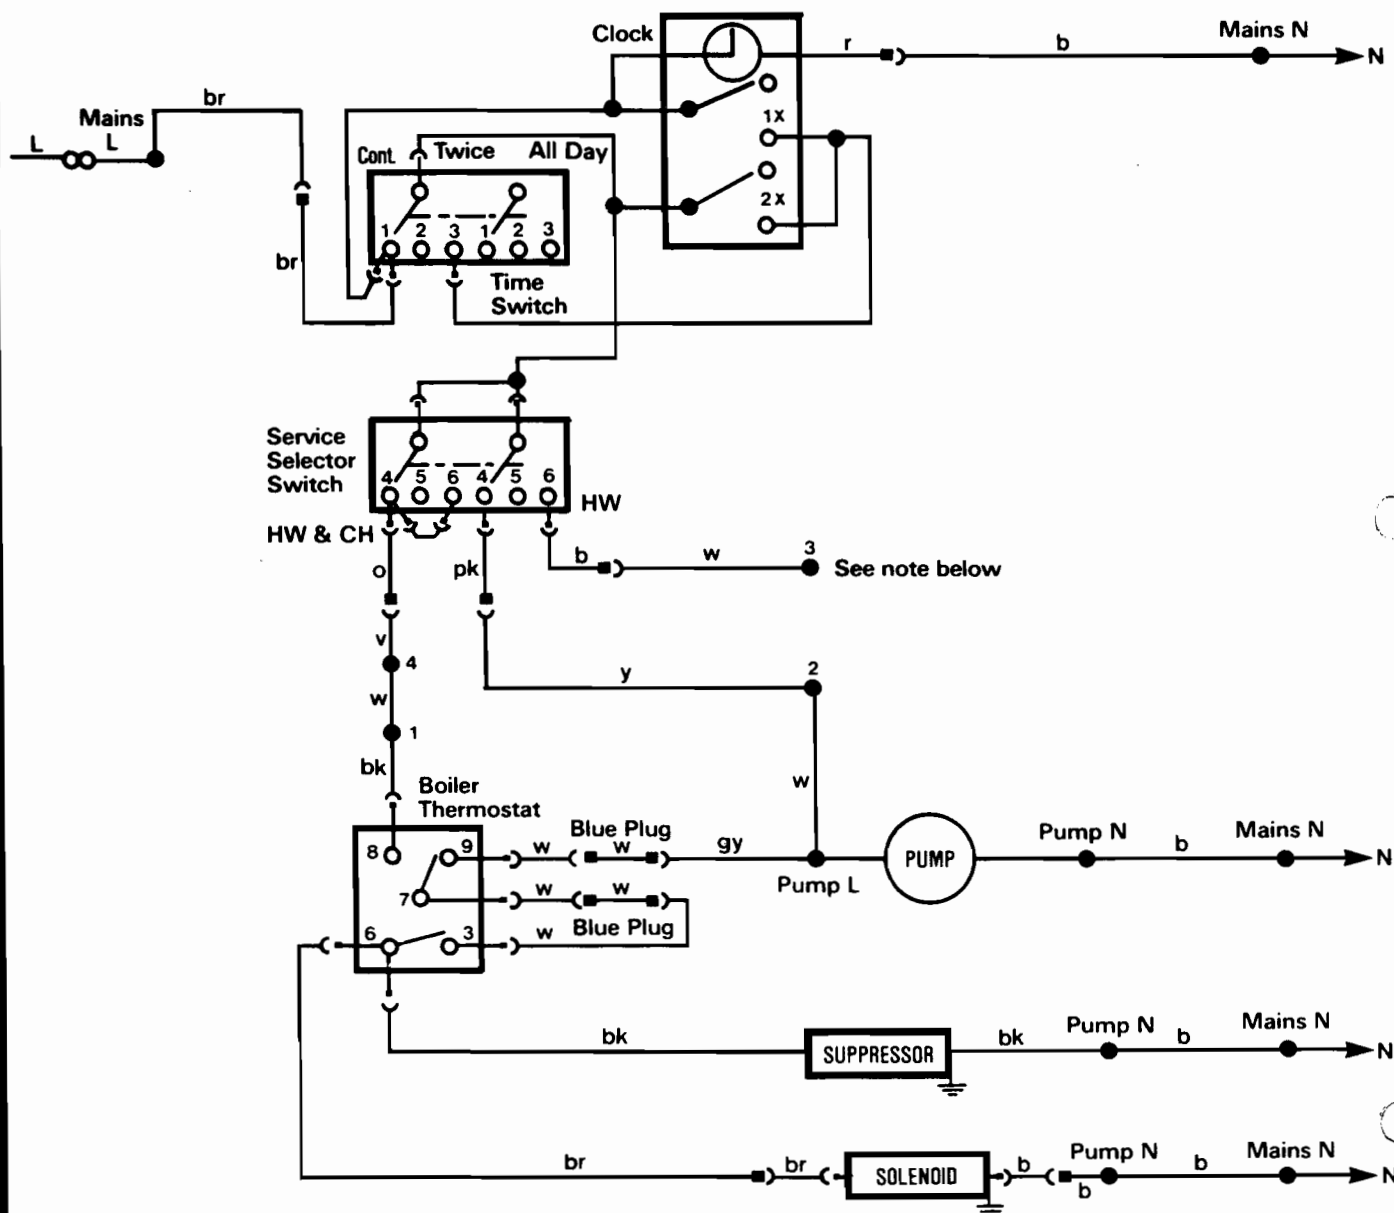 Clock
r
b
Mains N
N
br
Mains
L
L
1X
2X
Cont.
Twice
All Day
1 2 3 1 2 3
br
Time
Switch
Service
Selector
Switch
4 5 6 4 5 6
HW
HW & CH
o
pk
b
w
3
See note below
v
4
w
1
y
2
bk
w
Boiler
Thermostat
8
9
7
6
3
w
Blue Plug
w
gy
Pump L
PUMP
Pump N
b
Mains N
N
w
w
Blue Plug
w
bk
SUPPRESSOR
bk
Pump N
b
Mains N
N
br
br
SOLENOID
b
b
Pump N
b
Mains N
N